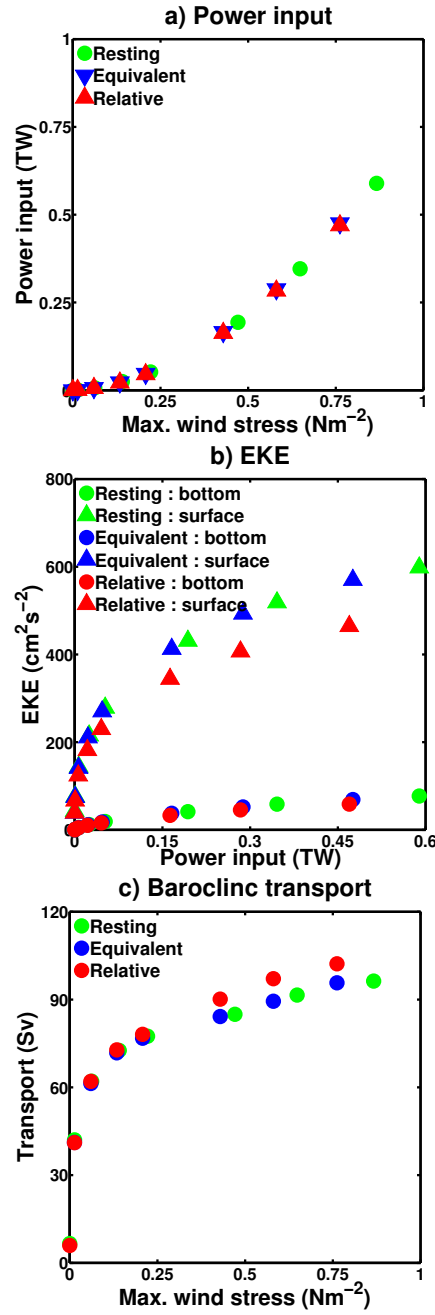 a) Power input
1
Resting
Equivalent
Relative
0.75
0.5
0.25
0
Power input (TW)
0 0.25 0.5 0.75 1
Max. wind stress (Nm⁻²)
b) EKE
800
Resting : bottom
Resting : surface
Equivalent : bottom
Equivalent : surface
Relative : bottom
Relative : surface
600
400
200
0
EKE (cm²s⁻²)
0 0.15 0.3 0.45 0.6
Power input (TW)
c) Baroclinc transport
120
Resting
Equivalent
Relative
90
60
30
0
Transport (Sv)
0 0.25 0.5 0.75 1
Max. wind stress (Nm⁻²)